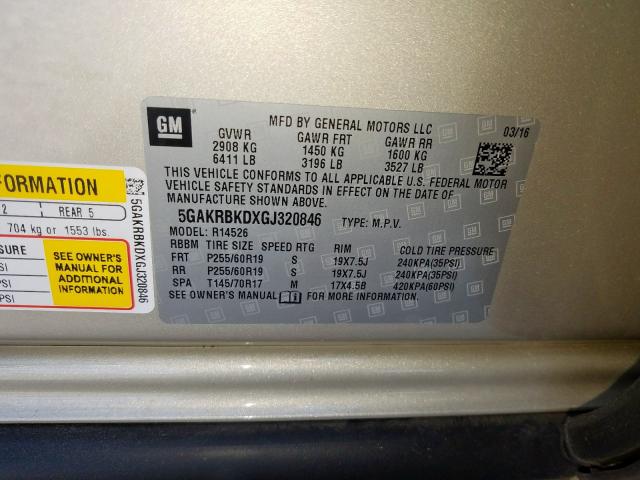 GM
MFD BY GENERAL MOTORS LLC 03/16
GVWR GAWR FRT GAWR RR
2908 KG 1450 KG 1600 KG
6411 LB 3196 LB 3527 LB
THIS VEHICLE CONFORMS TO ALL APPLICABLE U.S. FEDERAL MOTOR
VEHICLE SAFETY STANDARDS IN EFFECT ON THE DATE OF
MANUFACTURE SHOWN ABOVE.
5GAKRBKDXGJ320846 TYPE: M.P.V.
MODEL: R14526
RBBM TIRE SIZE SPEED RTG RIM COLD TIRE PRESSURE
FRT P255/60R19 S 19X7.5J 240KPA(35PSI)
RR P255/60R19 S 19X7.5J 240KPA(35PSI)
SPA T145/70R17 M 17X4.5B 420KPA(60PSI)
SEE OWNER'S MANUAL FOR MORE INFORMATION.
FORMATION
2 REAR 5
704 kg or 1553 lbs.
SURE
SI
SI
PSI
SEE OWNER'S
MANUAL FOR
ADDITIONAL
INFORMATION
5GAKRBKDXGJ320846